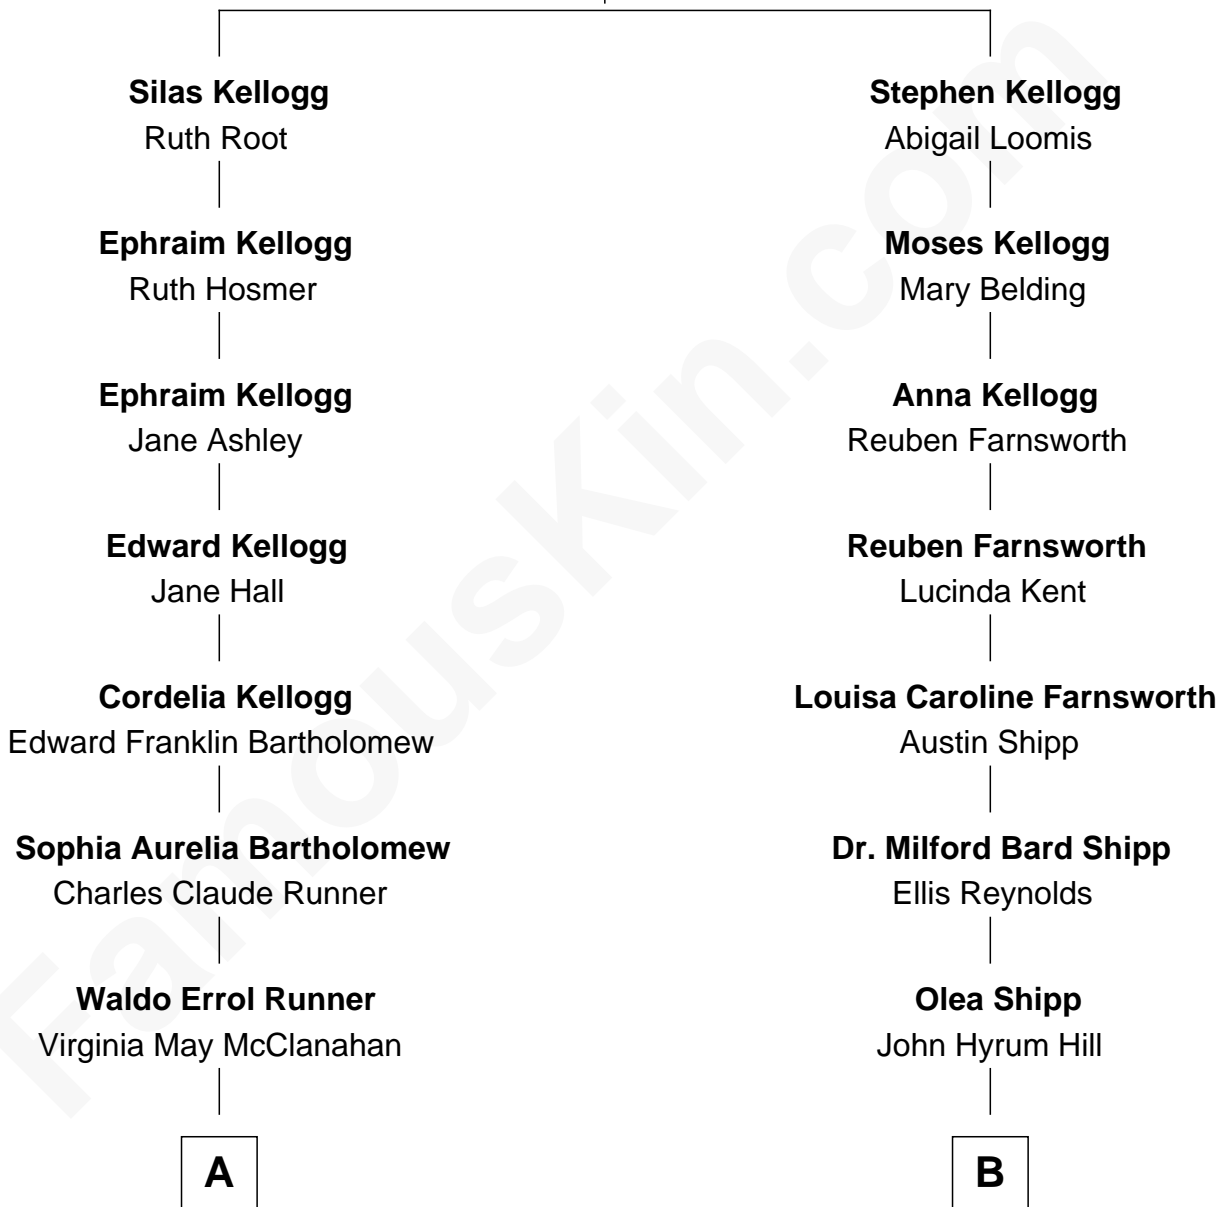 Silas Kellogg
Ruth Root
Stephen Kellogg
Abigail Loomis
Ephraim Kellogg
Ruth Hosmer
Moses Kellogg
Mary Belding
Ephraim Kellogg
Jane Ashley
Anna Kellogg
Reuben Farnsworth
Edward Kellogg
Jane Hall
Reuben Farnsworth
Lucinda Kent
Cordelia Kellogg
Edward Franklin Bartholomew
Louisa Caroline Farnsworth
Austin Shipp
Sophia Aurelia Bartholomew
Charles Claude Runner
Dr. Milford Bard Shipp
Ellis Reynolds
Waldo Errol Runner
Virginia May McClanahan
Olea Shipp
John Hyrum Hill
A
B
FamousKin.com